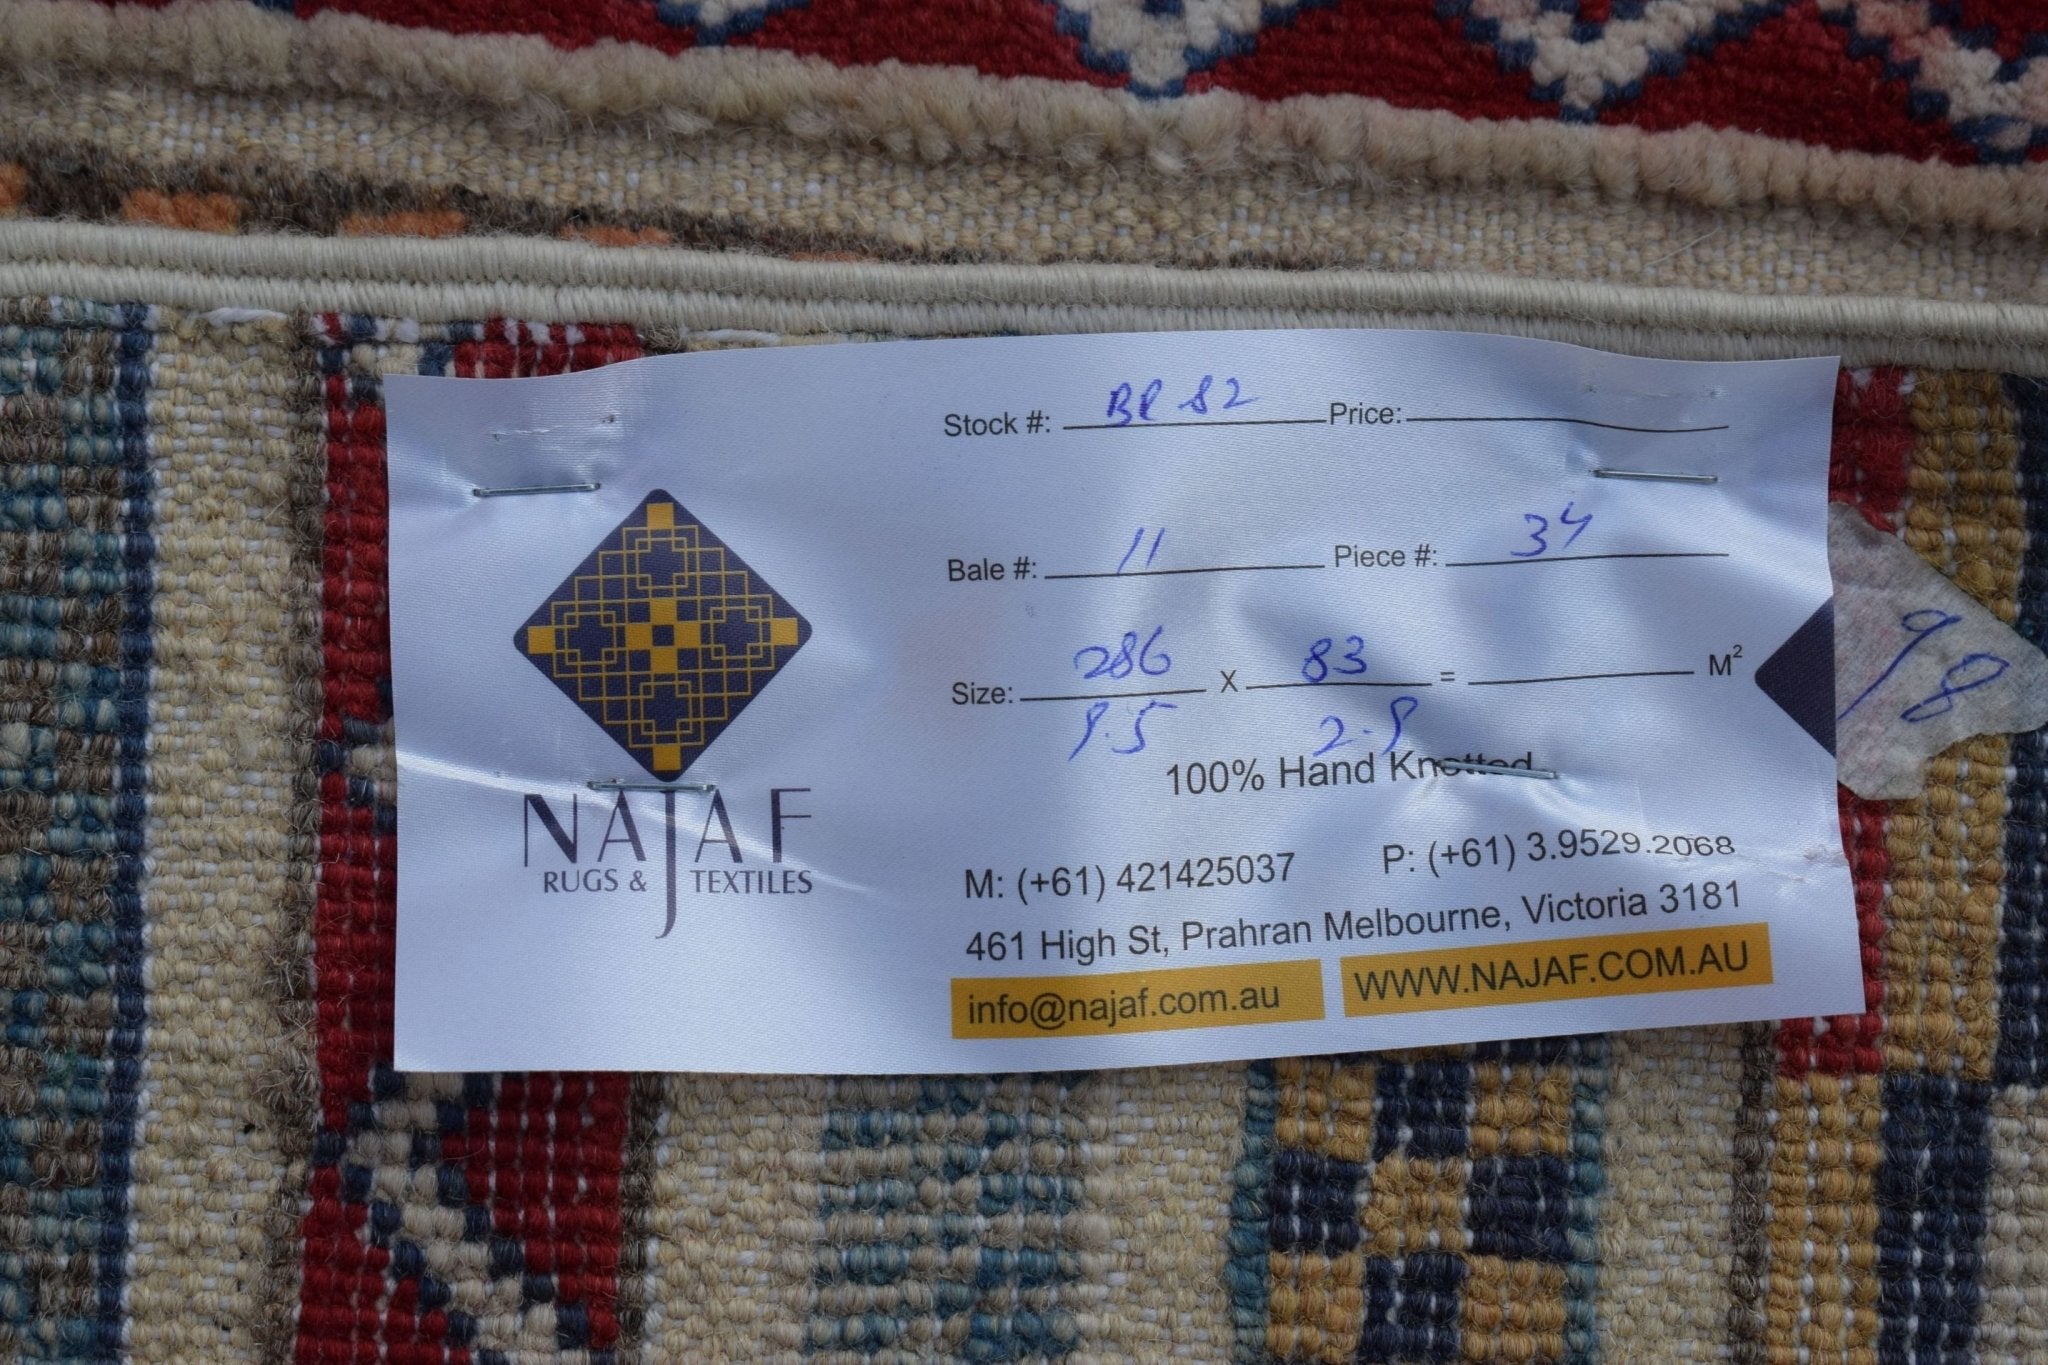 Stock #: BR 82 Price:
Bale #: 11 Piece #: 34
Size: 286 X 83 = M²
9.5 2.9
100% Hand Knotted
NAJAF
RUGS & TEXTILES
M: (+61) 421425037 P: (+61) 3.9529.2068
461 High St, Prahran Melbourne, Victoria 3181
info@najaf.com.au WWW.NAJAF.COM.AU
98